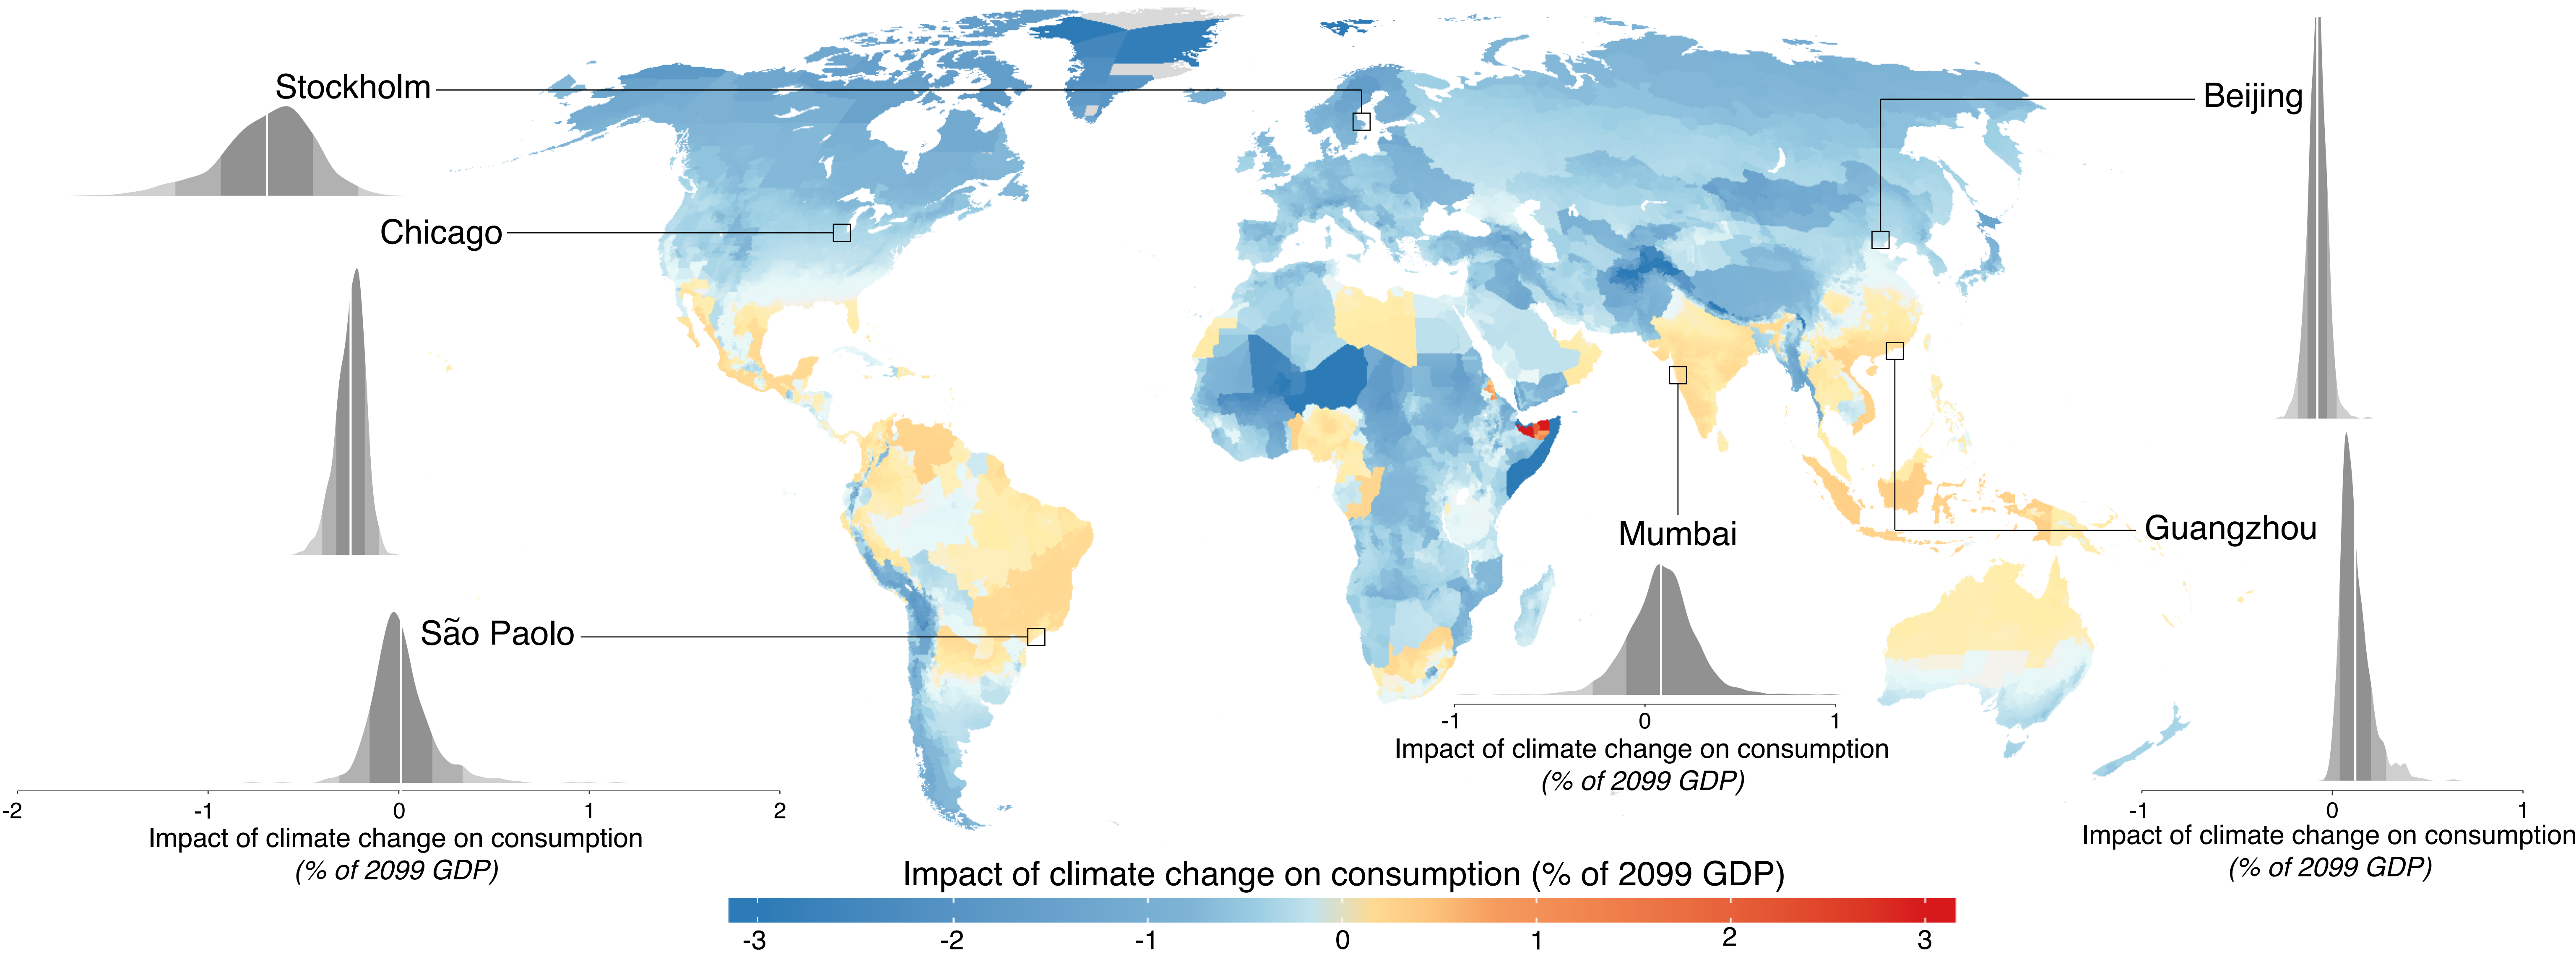 Stockholm
Beijing
Chicago
Mumbai
Guangzhou
São Paolo
-1 0 1
Impact of climate change on consumption
(% of 2099 GDP)
-2 -1 0 1 2
Impact of climate change on consumption
(% of 2099 GDP)
-1 0 1
Impact of climate change on consumption
(% of 2099 GDP)
Impact of climate change on consumption (% of 2099 GDP)
-3 -2 -1 0 1 2 3